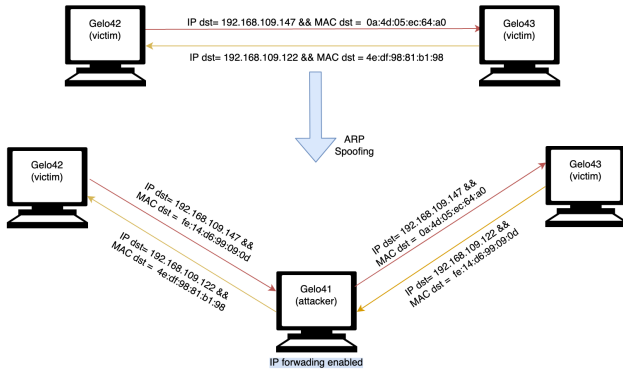 Gelo42
(victim)
IP dst= 192.168.109.147 && MAC dst =  0a:4d:05:ec:64:a0
Gelo43
(victim)
IP dst= 192.168.109.122 && MAC dst = 4e:df:98:81:b1:98
ARP
Spoofing
Gelo42
(victim)
Gelo43
(victim)
IP dst= 192.168.109.147 &&
MAC dst =  fe:14:d6:99:09:0d
IP dst= 192.168.109.122 &&
MAC dst =  4e:df:98:81:b1:98
IP dst= 192.168.109.147 &&
MAC dst =  0a:4d:05:ec:64:a0
IP dst= 192.168.109.122 &&
MAC dst =  fe:14:d6:99:09:0d
Gelo41
(attacker)
IP forwading enabled